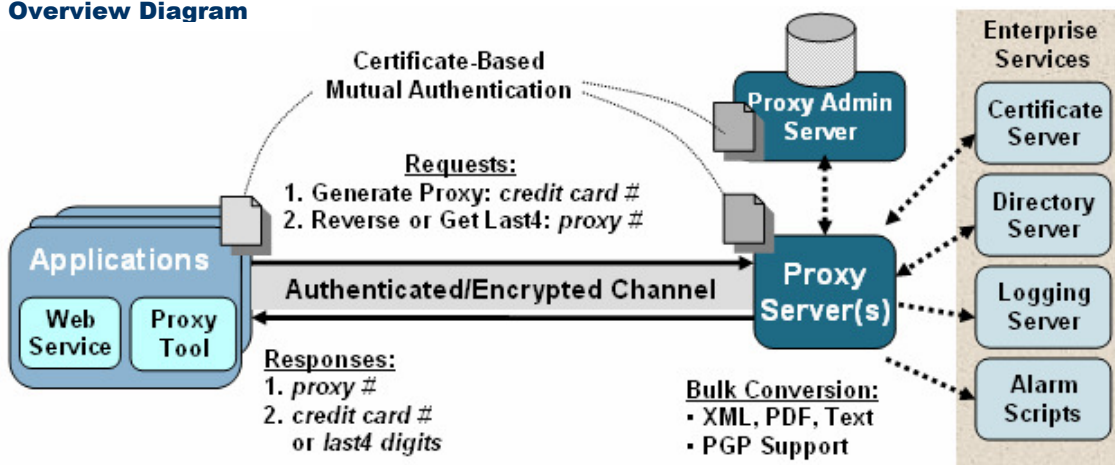 Overview Diagram
Certificate-Based
Mutual Authentication
Proxy Admin
Server
Enterprise
Services
Certificate
Server
Directory
Server
Logging
Server
Alarm
Scripts
Requests:
1. Generate Proxy: credit card #
2. Reverse or Get Last4: proxy #
Applications
Web
Service
Proxy
Tool
Authenticated/Encrypted Channel
Proxy
Server(s)
Responses:
1. proxy #
2. credit card #
or last4 digits
Bulk Conversion:
▪ XML, PDF, Text
▪ PGP Support